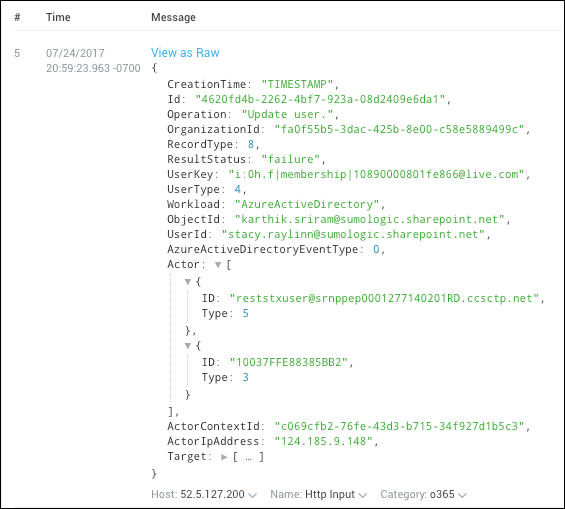 # Time Message
5 07/24/2017 View as Raw
20:59:23.963 -0700 {
CreationTime: "TIMESTAMP",
Id: "4620fd4b-2262-4bf7-923a-08d2409e6da1",
Operation: "Update user.",
OrganizationId: "fa0f55b5-3dac-425b-8e00-c58e5889499c",
RecordType: 8,
ResultStatus: "failure",
UserKey: "i:0h.f|membership|10890000801fe866@live.com",
UserType: 4,
Workload: "AzureActiveDirectory",
ObjectId: "karthik.sriram@sumologic.sharepoint.net",
UserId: "stacy.raylinn@sumologic.sharepoint.net",
AzureActiveDirectoryEventType: 0,
Actor: ▼ [
▼ {
ID: "reststxuser@srnppep0001277140201RD.ccsctp.net",
Type: 5
},
▼ {
ID: "10037FFE88385BB2",
Type: 3
}
],
ActorContextId: "c069cfb2-76fe-43d3-b715-34f927d1b5c3",
ActorIpAddress: "124.185.9.148",
Target: ▶ [ … ]
}
Host: 52.5.127.200 Name: Http Input Category: o365